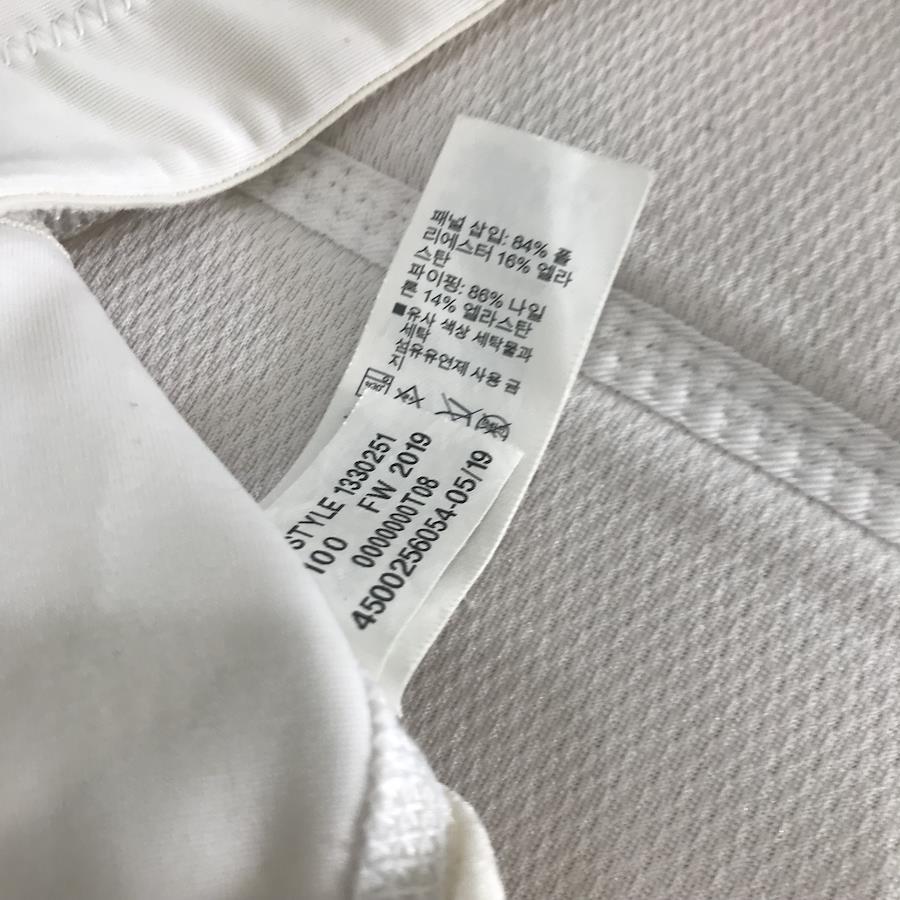 패널 삽입: 84% 폴
리에스터 16% 엘라
스탄
파이핑: 86% 나일
론 14% 엘라스탄
■유사 색상 세탁물과
세탁
섬유유연제 사용 금
지
STYLE 1330251
100 FW 2019
0000000T08
4500256054-05/19